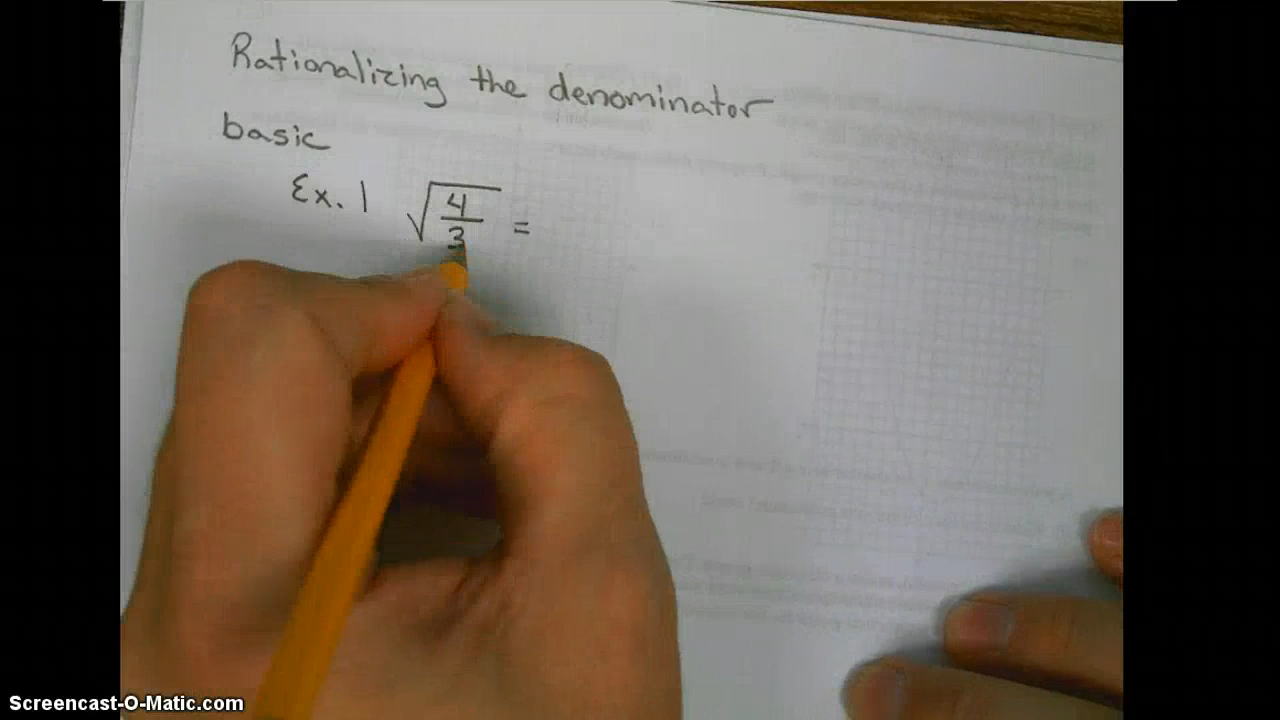 Rationalizing the denominator
basic
Ex. 1 √(4/3) =
Screencast-O-Matic.com